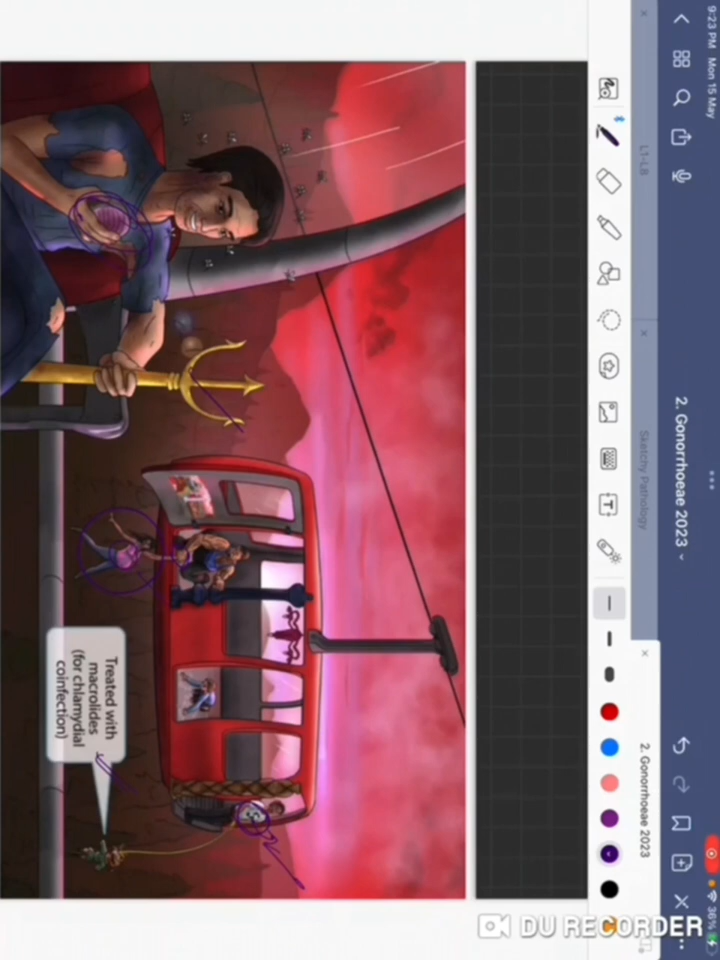 9:23 PM Mon 15 May
36%
2. Gonorrhoeae 2023
L1-L8
Sketchy Pathology
2. Gonorrhoeae 2023
Treated with
macrolides
(for chlamydial
coinfection)
DU RECORDER